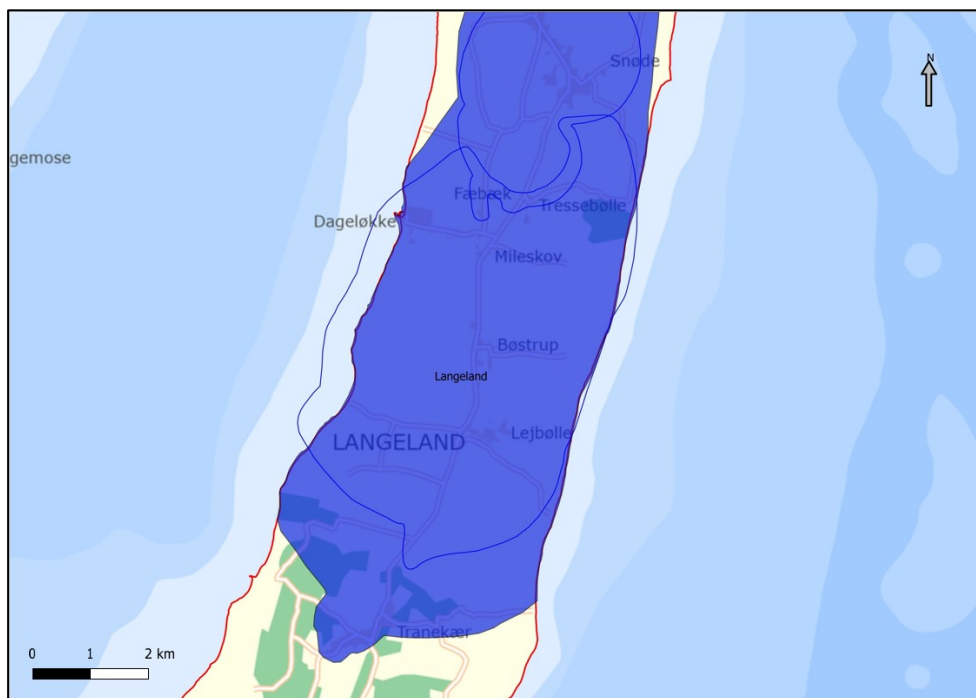 N
Snøde
gemose
Fæbæk
Tressebølle
Dageløkke
Mileskov
Bøstrup
Langeland
LANGELAND
Lejbølle
Tranekær
0 1 2 km